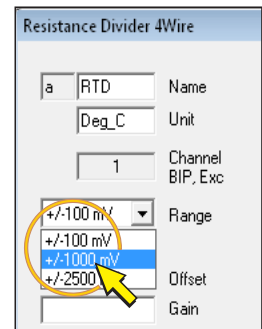 Resistance Divider 4Wire
a RTD Name
Deg_C Unit
1 Channel
BIP, Exc
+/-100 mV Range
+/-100 mV
+/-1000 mV
+/-2500 Offset
Gain